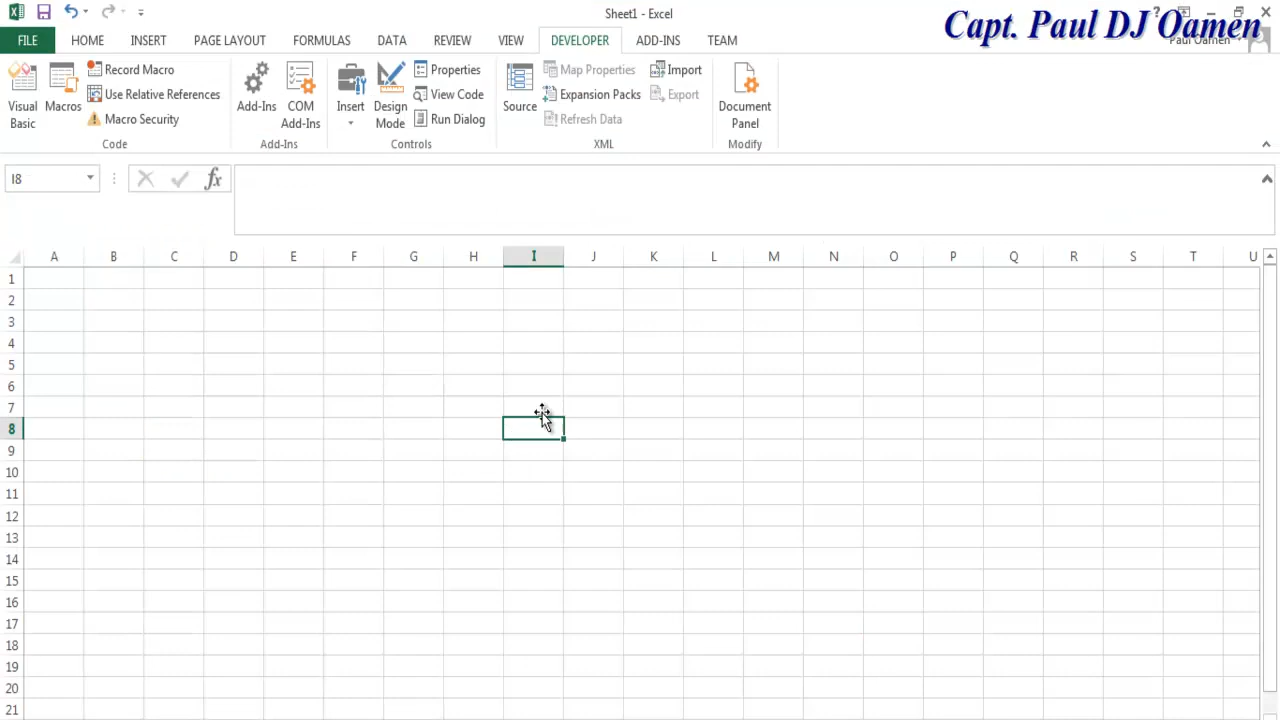 Sheet1 - Excel
Capt. Paul DJ Oamen
FILE HOME INSERT PAGE LAYOUT FORMULAS DATA REVIEW VIEW DEVELOPER ADD-INS TEAM Paul Oamen
Visual Basic
Macros
Record Macro
Use Relative References
Macro Security
Code
Add-Ins
COM Add-Ins
Add-Ins
Insert
Design Mode
Properties
View Code
Run Dialog
Controls
Source
Map Properties
Expansion Packs
Refresh Data
Import
Export
XML
Document Panel
Modify
I8
fx
A B C D E F G H I J K L M N O P Q R S T U
1
2
3
4
5
6
7
8
9
10
11
12
13
14
15
16
17
18
19
20
21